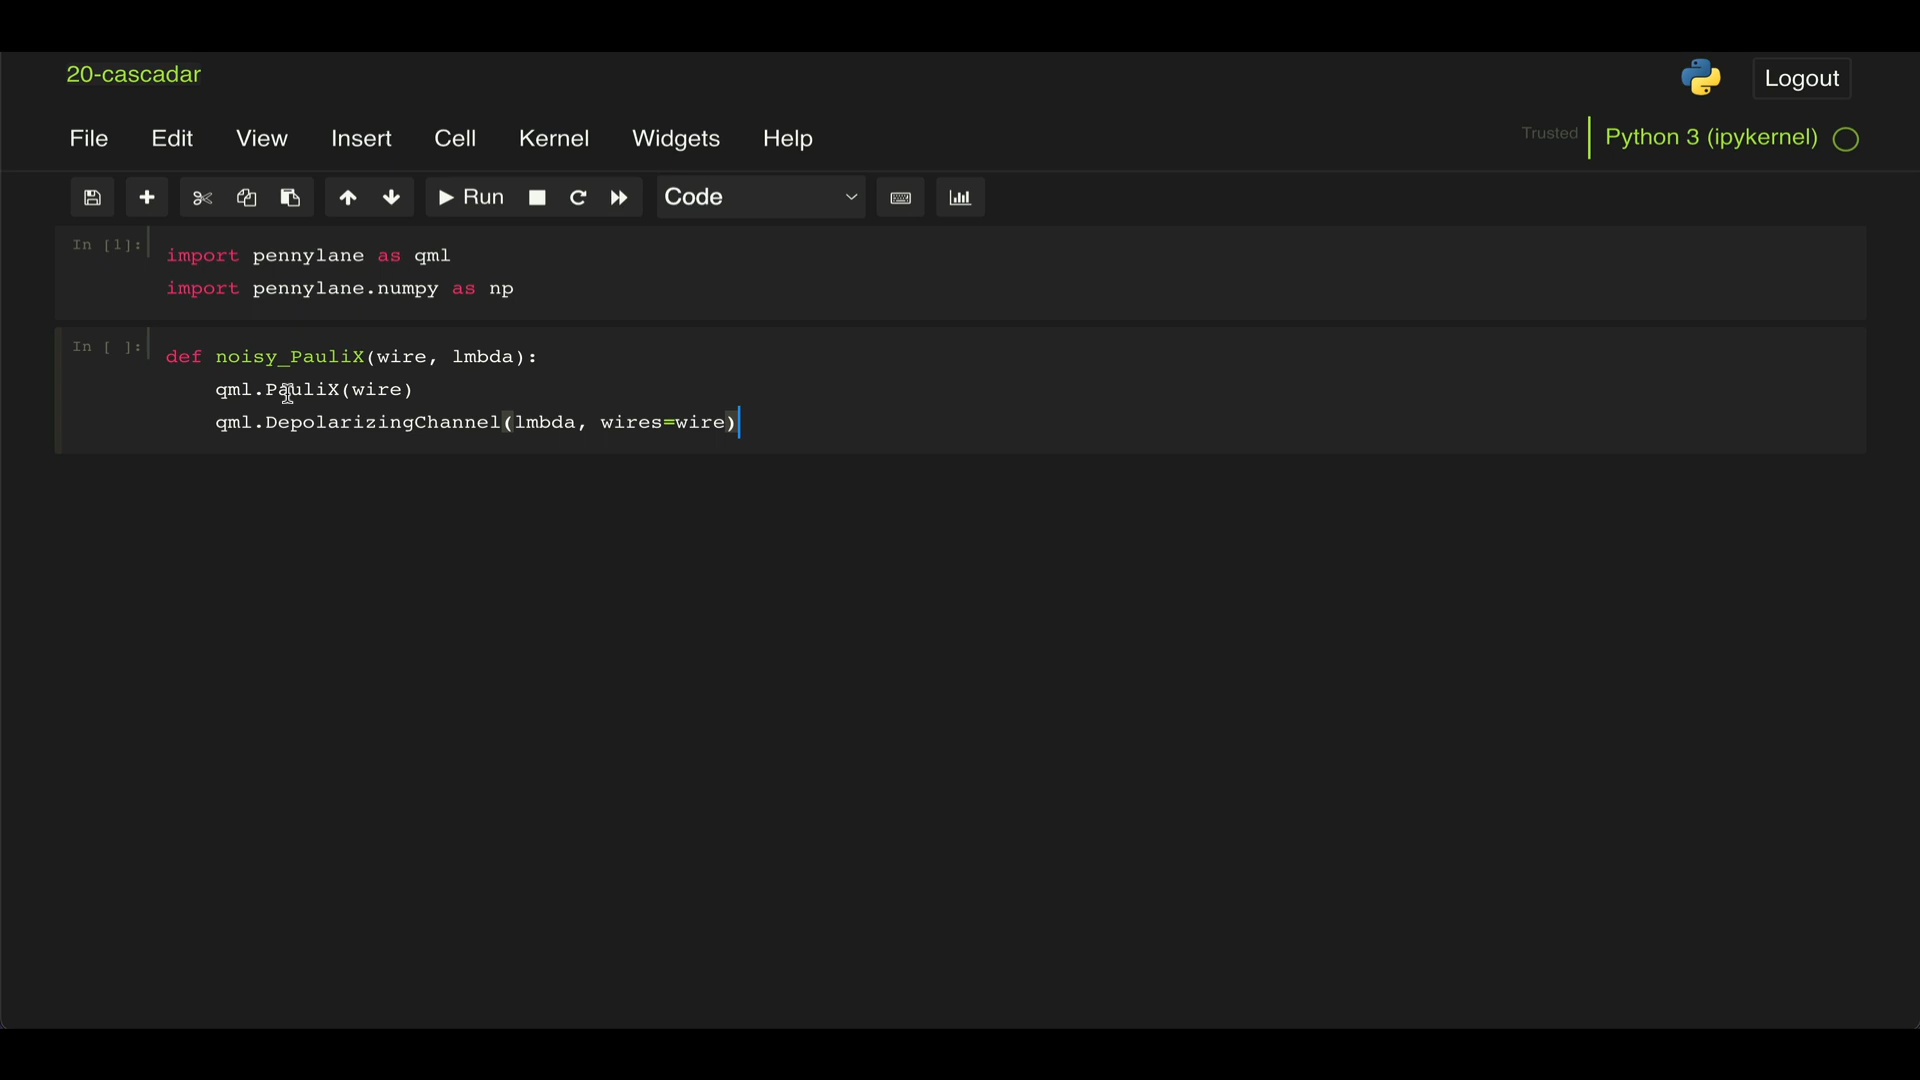 20-cascadar
Logout
File Edit View Insert Cell Kernel Widgets Help
Trusted
Python 3 (ipykernel)
Run
Code
In [1]:
import pennylane as qml
import pennylane.numpy as np
In [ ]:
def noisy_PauliX(wire, lmbda):
    qml.PauliX(wire)
    qml.DepolarizingChannel(lmbda, wires=wire)